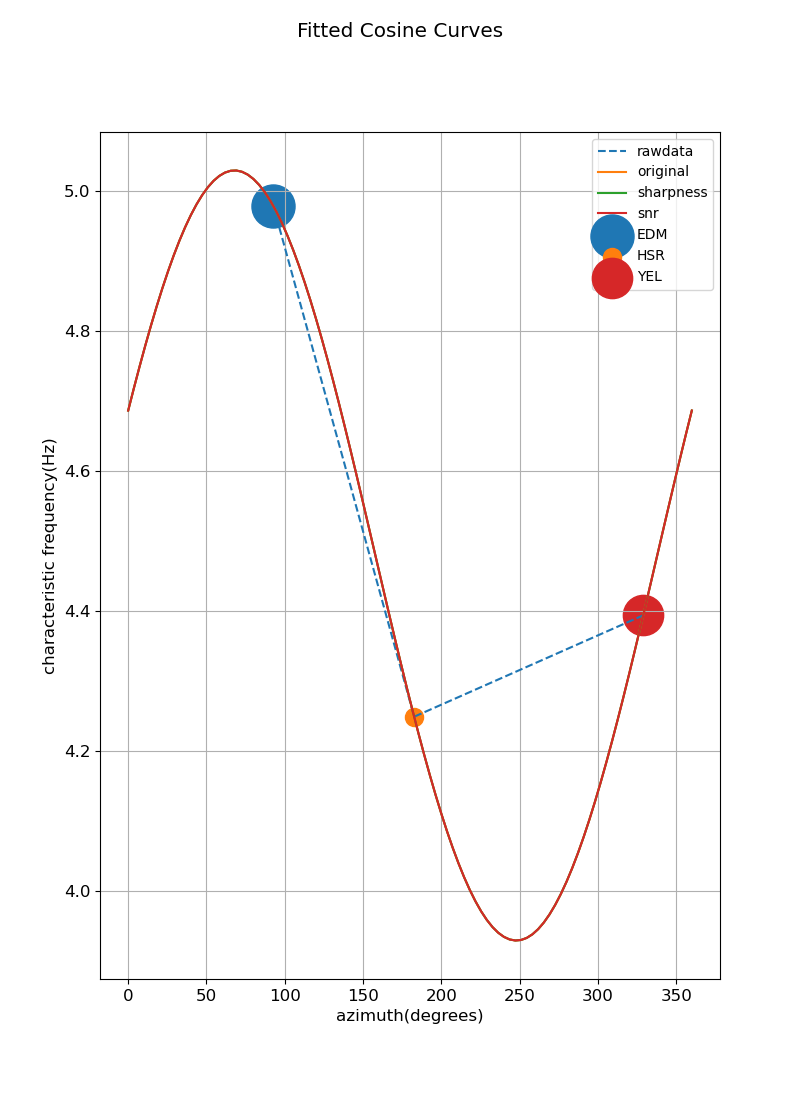 Fitted Cosine Curves
rawdata
original
sharpness
snr
EDM
HSR
YEL
5.0
4.8
4.6
4.4
4.2
4.0
characteristic frequency(Hz)
0 50 100 150 200 250 300 350
azimuth(degrees)